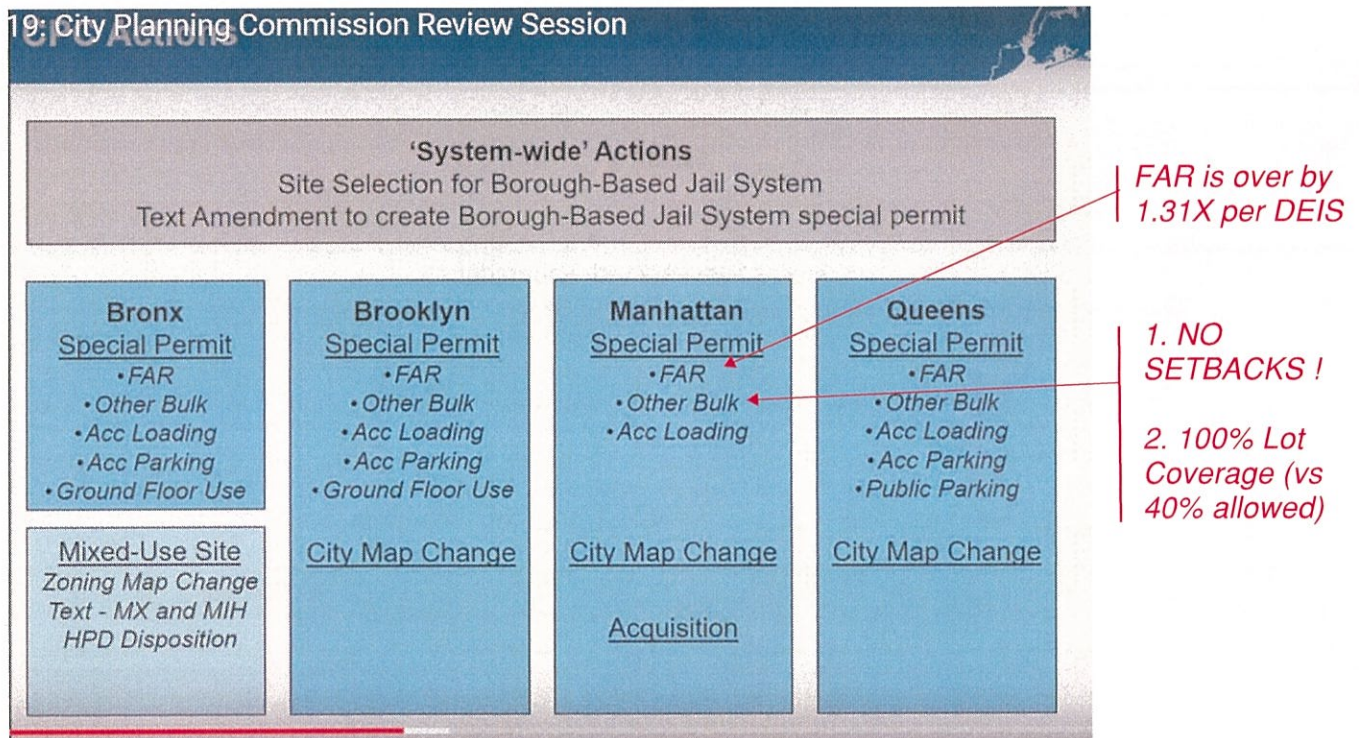 19: City Planning Commission Review Session
CPC Actions
'System-wide' Actions
Site Selection for Borough-Based Jail System
Text Amendment to create Borough-Based Jail System special permit
Bronx
Special Permit
•FAR
•Other Bulk
•Acc Loading
•Acc Parking
•Ground Floor Use
Mixed-Use Site
Zoning Map Change
Text - MX and MIH
HPD Disposition
Brooklyn
Special Permit
•FAR
•Other Bulk
•Acc Loading
•Acc Parking
•Ground Floor Use
City Map Change
Manhattan
Special Permit
•FAR
•Other Bulk
•Acc Loading
City Map Change
Acquisition
Queens
Special Permit
•FAR
•Other Bulk
•Acc Loading
•Acc Parking
•Public Parking
City Map Change
FAR is over by
1.31X per DEIS
1. NO
SETBACKS !
2. 100% Lot
Coverage (vs
40% allowed)